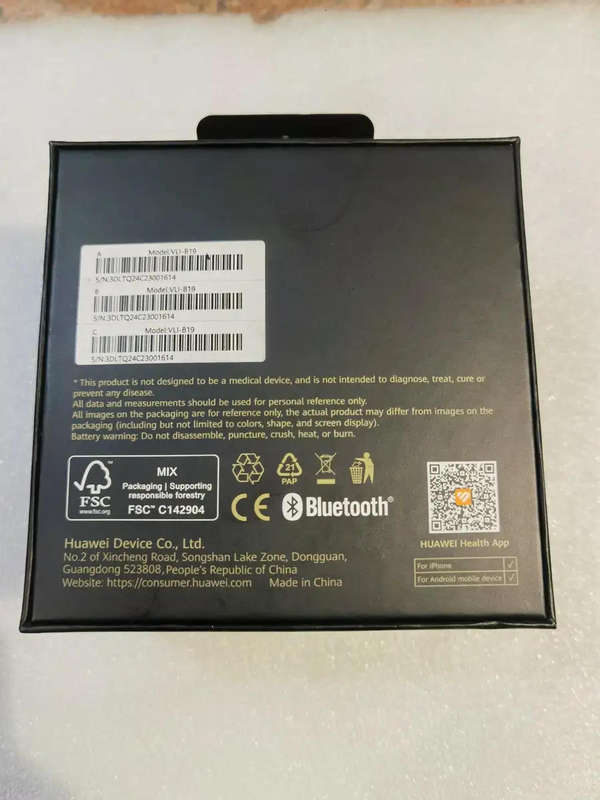 A Model:VLI-B19
S/N:3DLTQ24C23001614
B Model:VLI-B19
S/N:3DLTQ24C23001614
C Model:VLI-B19
S/N:3DLTQ24C23001614
* This product is not designed to be a medical device, and is not intended to diagnose, treat, cure or
prevent any disease.
All data and measurements should be used for personal reference only.
All images on the packaging are for reference only, the actual product may differ from images on the
packaging (including but not limited to colors, shape, and screen display).
Battery warning: Do not disassemble, puncture, crush, heat, or burn.
FSC
www.fsc.org
MIX
Packaging | Supporting
responsible forestry
FSC™ C142904
21
PAP
CE
Bluetooth®
HUAWEI Health App
For iPhone ✓
For Android mobile device ✓
Huawei Device Co., Ltd.
No.2 of Xincheng Road, Songshan Lake Zone, Dongguan,
Guangdong 523808, People's Republic of China
Website: https://consumer.huawei.com Made in China